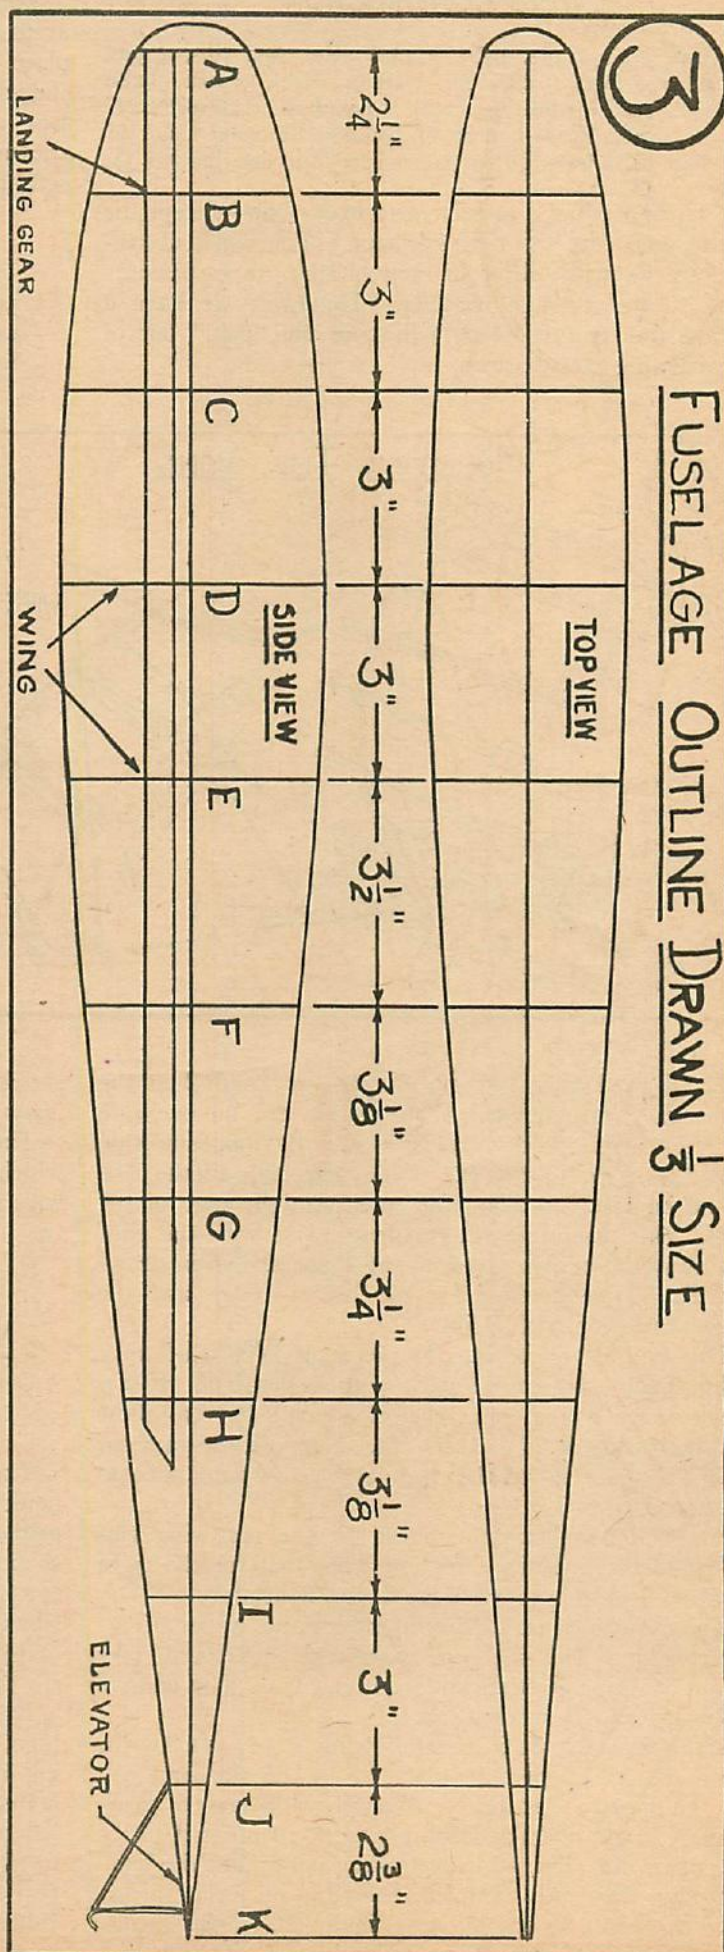 3
FUSELAGE OUTLINE DRAWN 1/3 SIZE
TOP VIEW
2 1/4" 3" 3" 3" 3 1/2" 3 1/8" 3 1/4" 3 1/8" 3" 2 3/8"
SIDE VIEW
A B C D E F G H I J K
LANDING GEAR
WING
ELEVATOR